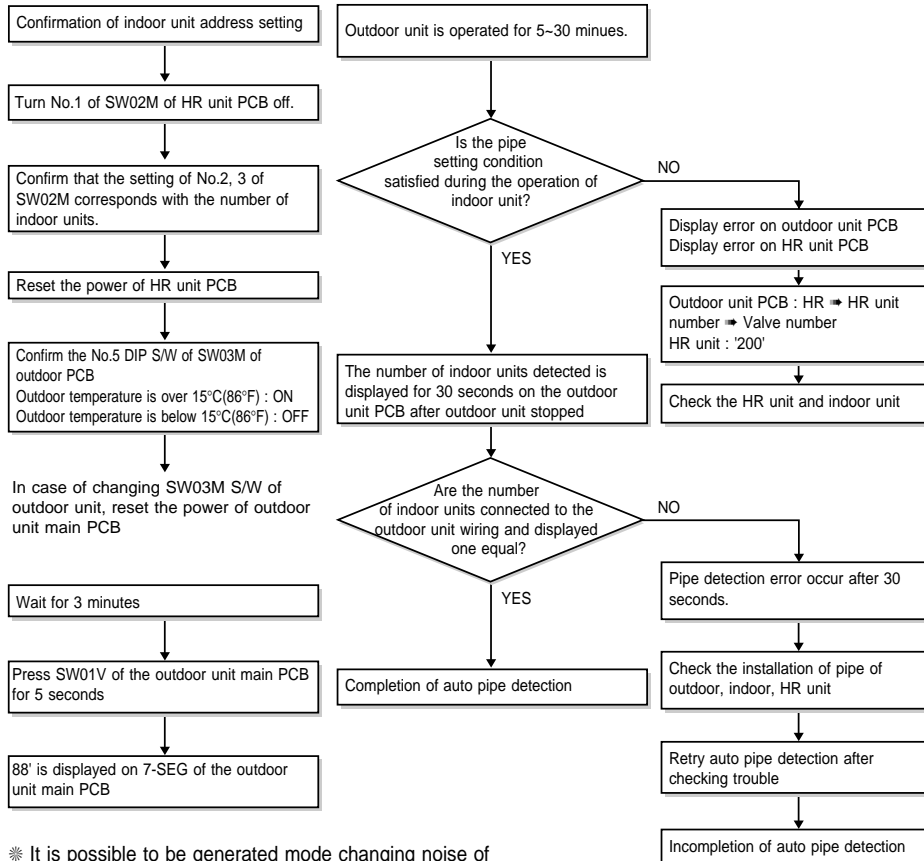 Confirmation of indoor unit address setting
Turn No.1 of SW02M of HR unit PCB off.
Confirm that the setting of No.2, 3 of
SW02M corresponds with the number of
indoor units.
Reset the power of HR unit PCB
Confirm the No.5 DIP S/W of SW03M of
outdoor PCB
Outdoor temperature is over 15°C(86°F) : ON
Outdoor temperature is below 15°C(86°F) : OFF
In case of changing SW03M S/W of
outdoor unit, reset the power of outdoor
unit main PCB
Wait for 3 minutes
Press SW01V of the outdoor unit main PCB
for 5 seconds
88' is displayed on 7-SEG of the outdoor
unit main PCB
Outdoor unit is operated for 5~30 minues.
Is the pipe
setting condition
satisfied during the operation of
indoor unit?
NO
YES
Display error on outdoor unit PCB
Display error on HR unit PCB
Outdoor unit PCB : HR ➠ HR unit
number ➠ Valve number
HR unit : '200'
Check the HR unit and indoor unit
The number of indoor units detected is
displayed for 30 seconds on the outdoor
unit PCB after outdoor unit stopped
Are the number
of indoor units connected to the
outdoor unit wiring and displayed
one equal?
NO
YES
Pipe detection error occur after 30
seconds.
Check the installation of pipe of
outdoor, indoor, HR unit
Retry auto pipe detection after
checking trouble
Incompletion of auto pipe detection
Completion of auto pipe detection
※ It is possible to be generated mode changing noise of